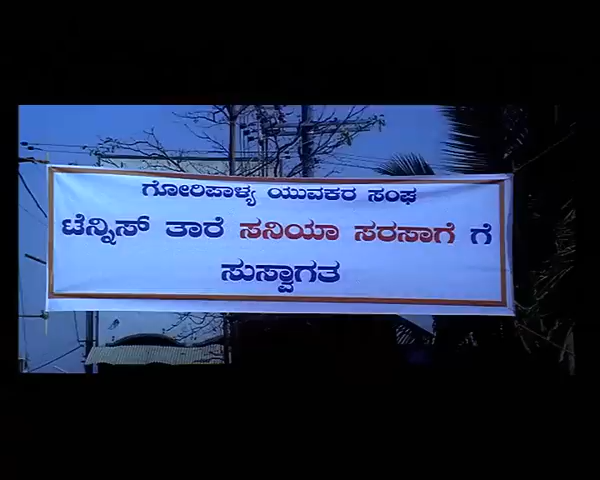 ಗೋರಿಪಾಳ್ಯ ಯುವಕರ ಸಂಘ
ಟೆನ್ನಿಸ್ ತಾರೆ ಸನಿಯಾ ಸರಸಾಗೆ ಗೆ
ಸುಸ್ವಾಗತ